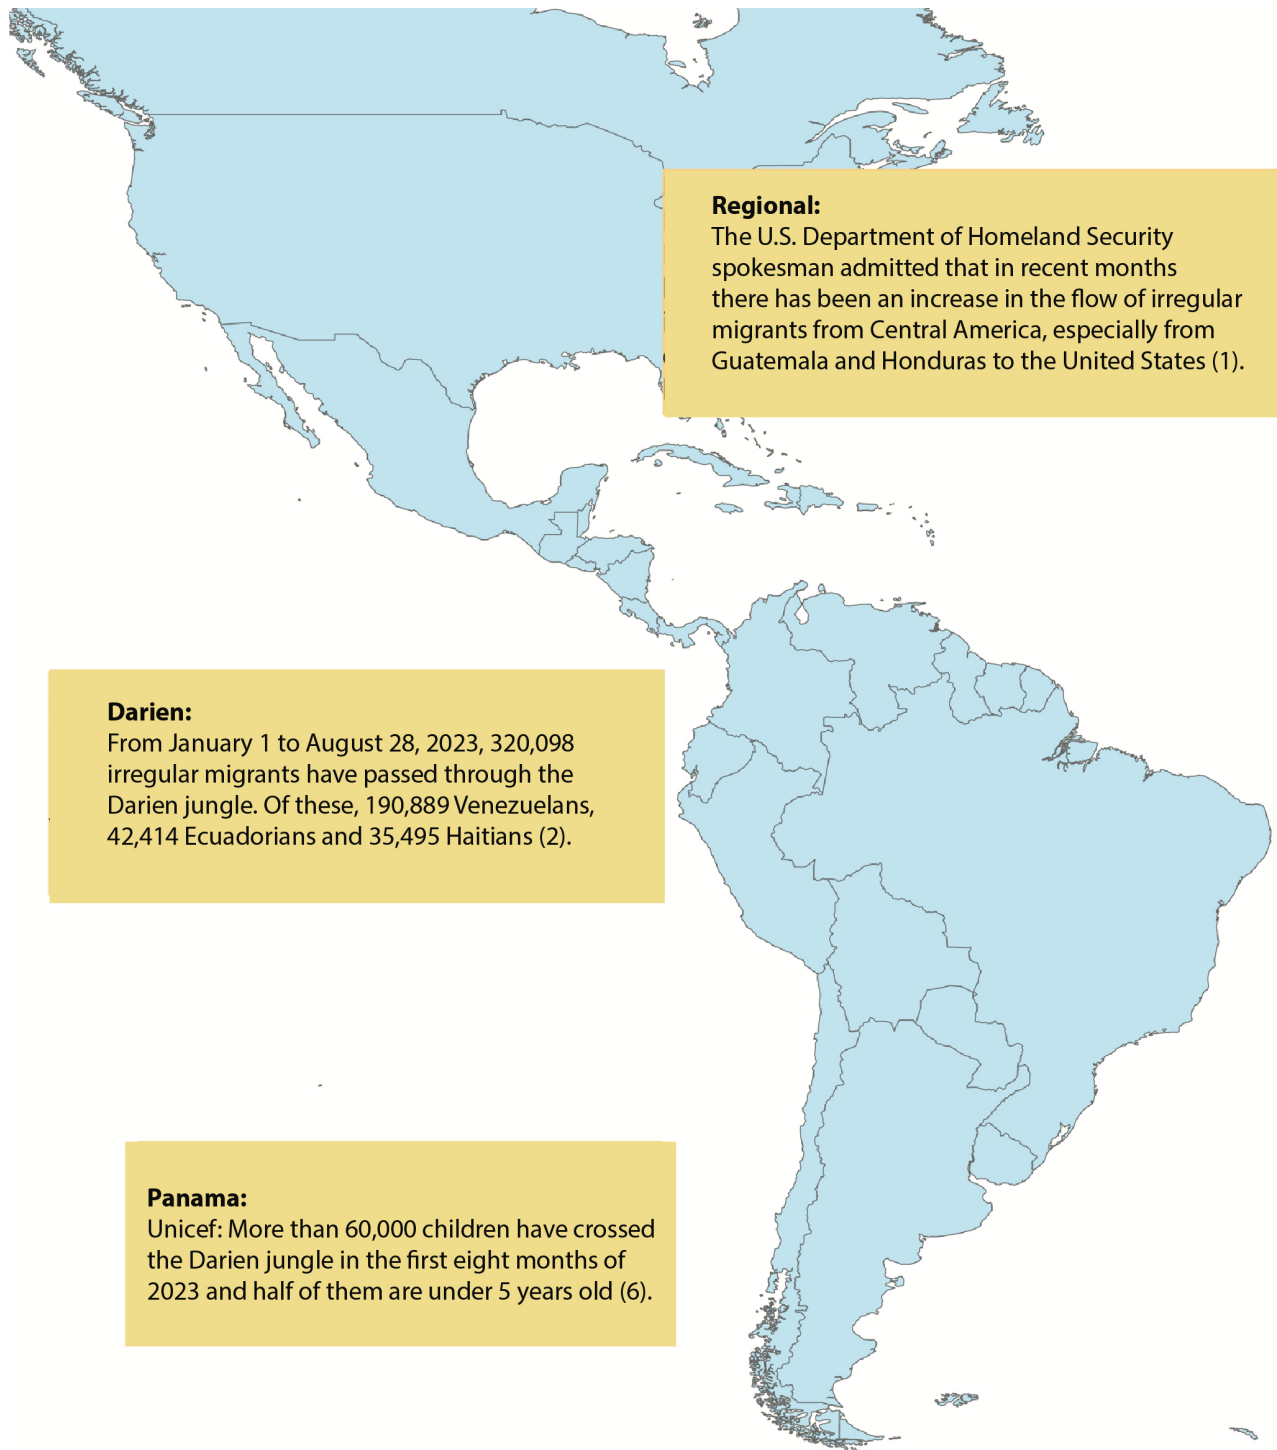 Regional:
The U.S. Department of Homeland Security
spokesman admitted that in recent months
there has been an increase in the flow of irregular
migrants from Central America, especially from
Guatemala and Honduras to the United States (1).
Darien:
From January 1 to August 28, 2023, 320,098
irregular migrants have passed through the
Darien jungle. Of these, 190,889 Venezuelans,
42,414 Ecuadorians and 35,495 Haitians (2).
Panama:
Unicef: More than 60,000 children have crossed
the Darien jungle in the first eight months of
2023 and half of them are under 5 years old (6).